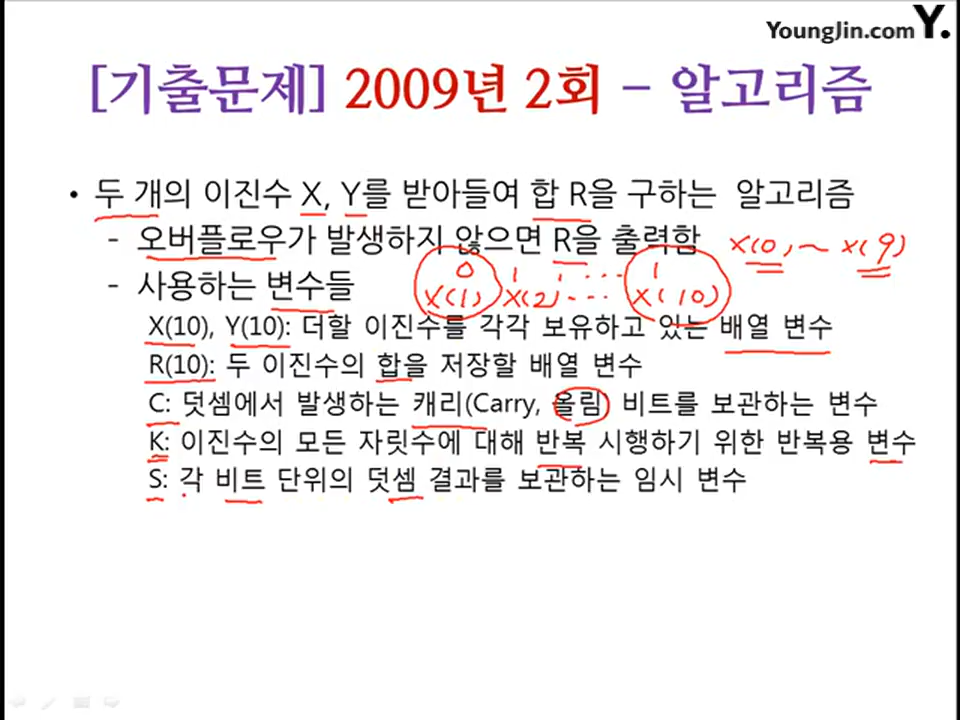 YoungJin.com Y.
[기출문제] 2009년 2회 - 알고리즘
• 두 개의 이진수 X, Y를 받아들여 합 R을 구하는 알고리즘
- 오버플로우가 발생하지 않으면 R을 출력함
X(0) ~ X(9)
0 1 1 ... 1
- 사용하는 변수들
X(1) X(2) ... X(10)
X(10), Y(10): 더할 이진수를 각각 보유하고 있는 배열 변수
R(10): 두 이진수의 합을 저장할 배열 변수
C: 덧셈에서 발생하는 캐리(Carry, 올림) 비트를 보관하는 변수
K: 이진수의 모든 자릿수에 대해 반복 시행하기 위한 반복용 변수
S: 각 비트 단위의 덧셈 결과를 보관하는 임시 변수